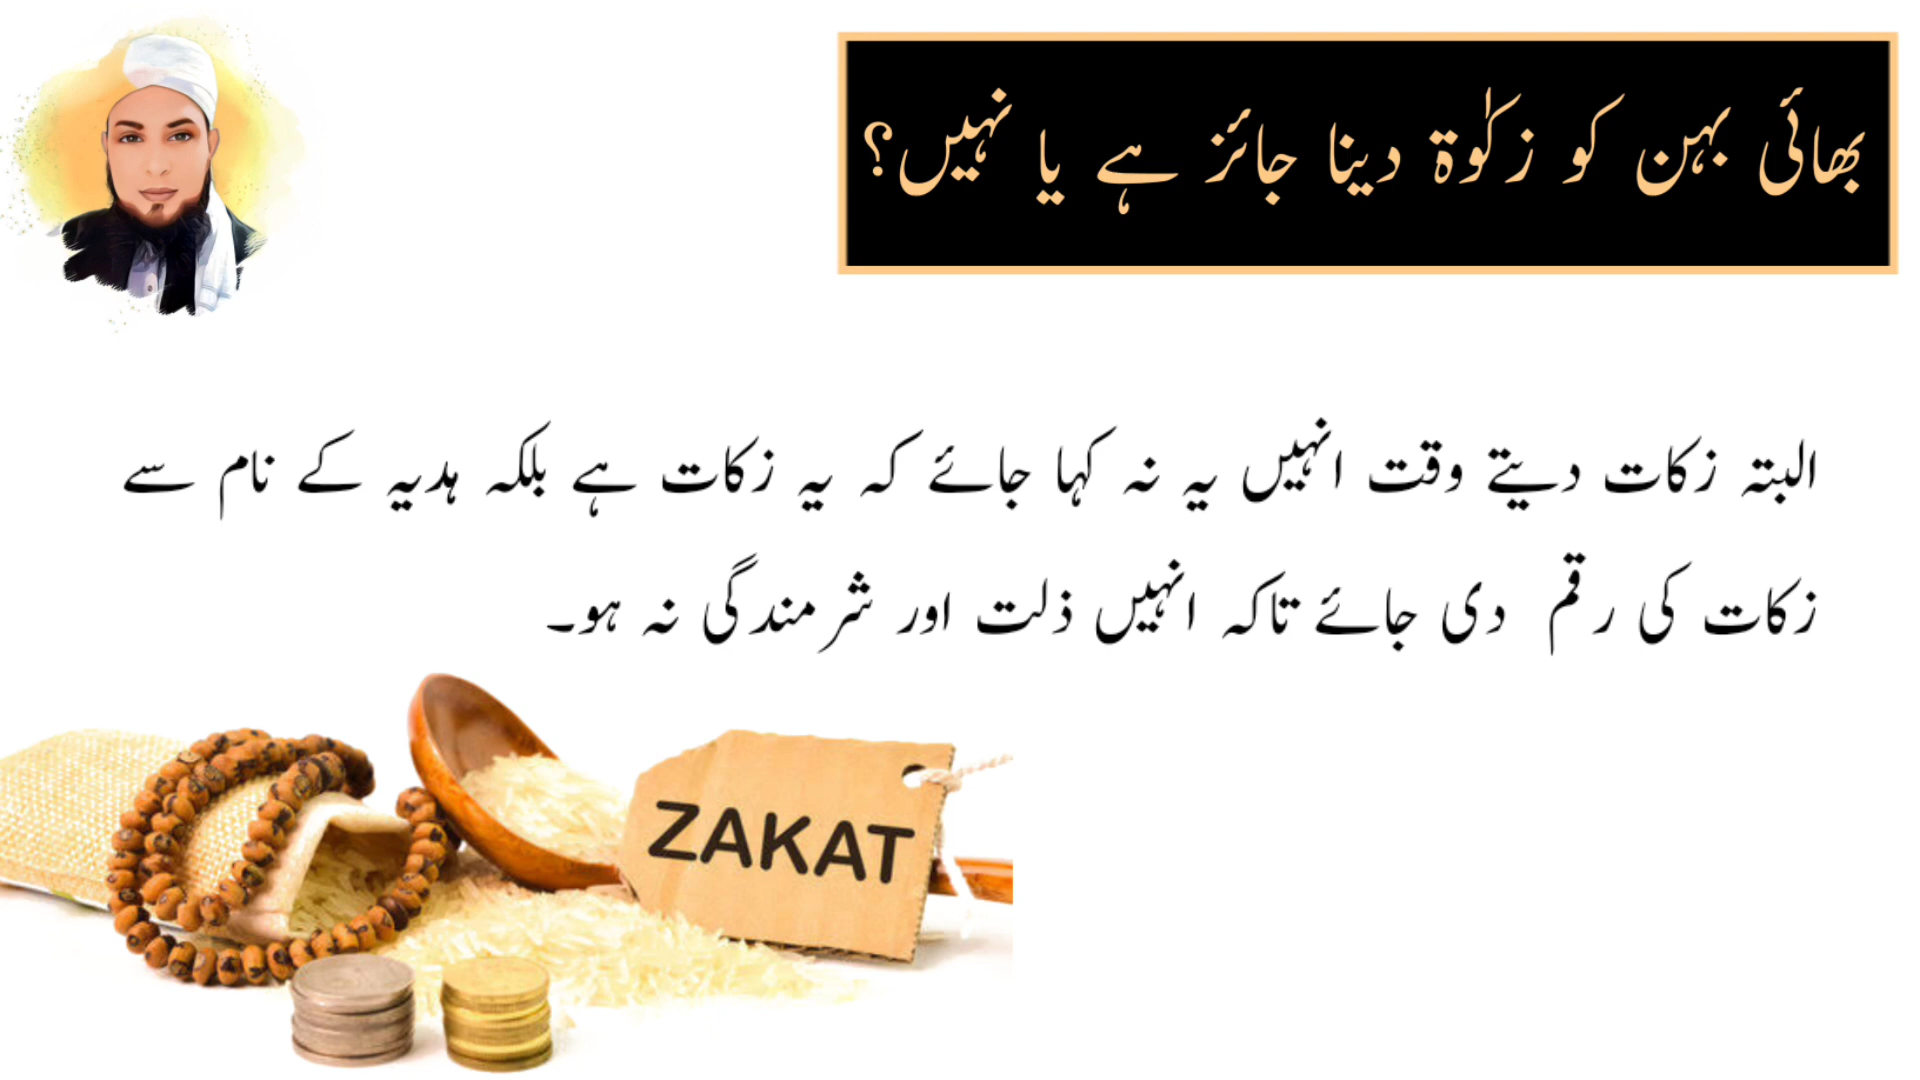 بھائی بہن کو زکوٰۃ دینا جائز ہے یا نہیں؟
البتہ زکات دیتے وقت انہیں یہ نہ کہا جائے کہ یہ زکات ہے بلکہ ہدیہ کے نام سے
زکات کی رقم دی جائے تاکہ انہیں ذلت اور شرمندگی نہ ہو۔
ZAKAT